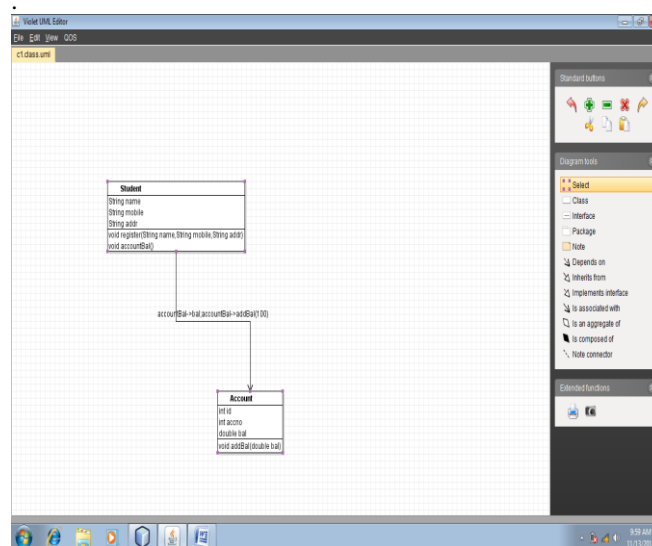 .
Violet UML Editor
File Edit View QDS
c1.class.uml
Standard buttons
Diagram tools
Select
Class
Interface
Package
Note
Depends on
Inherits from
Implements interface
Is associated with
Is an aggregate of
Is composed of
Note connector
Extended functions
Student
String name
String mobile
String addr
void register(String name,String mobile,String addr)
void accountBal()
accountBal->bal;accountBal->addBal(100)
Account
int id
int accno
double bal
void addBal(double bal)
9:59 AM